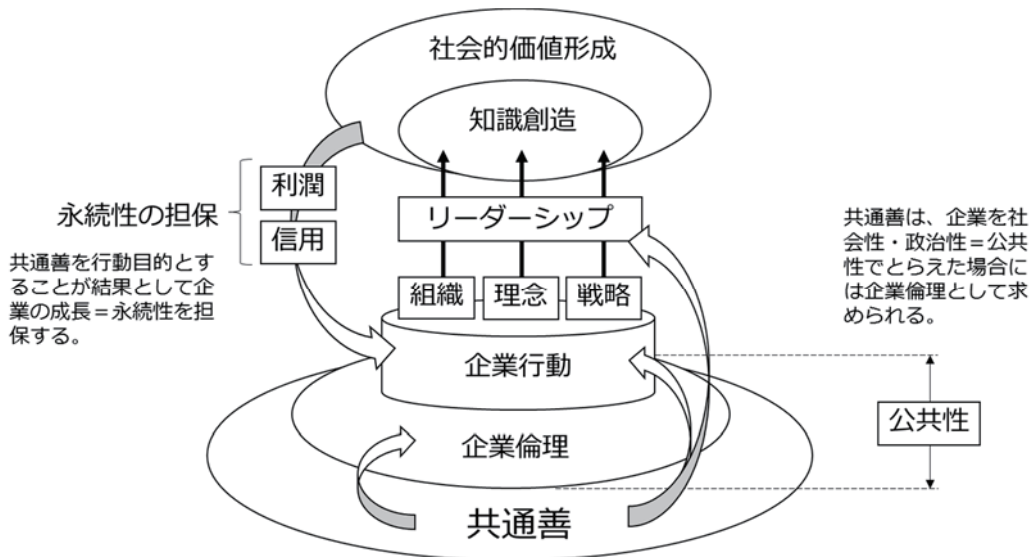 社会的価値形成
知識創造
利潤
永続性の担保
信用
リーダーシップ
共通善を行動目的とす
ることが結果として企
業の成長＝永続性を担
保する。
共通善は、企業を社
会性・政治性＝公共
性でとらえた場合に
は企業倫理として求
められる。
組織
理念
戦略
企業行動
公共性
企業倫理
共通善